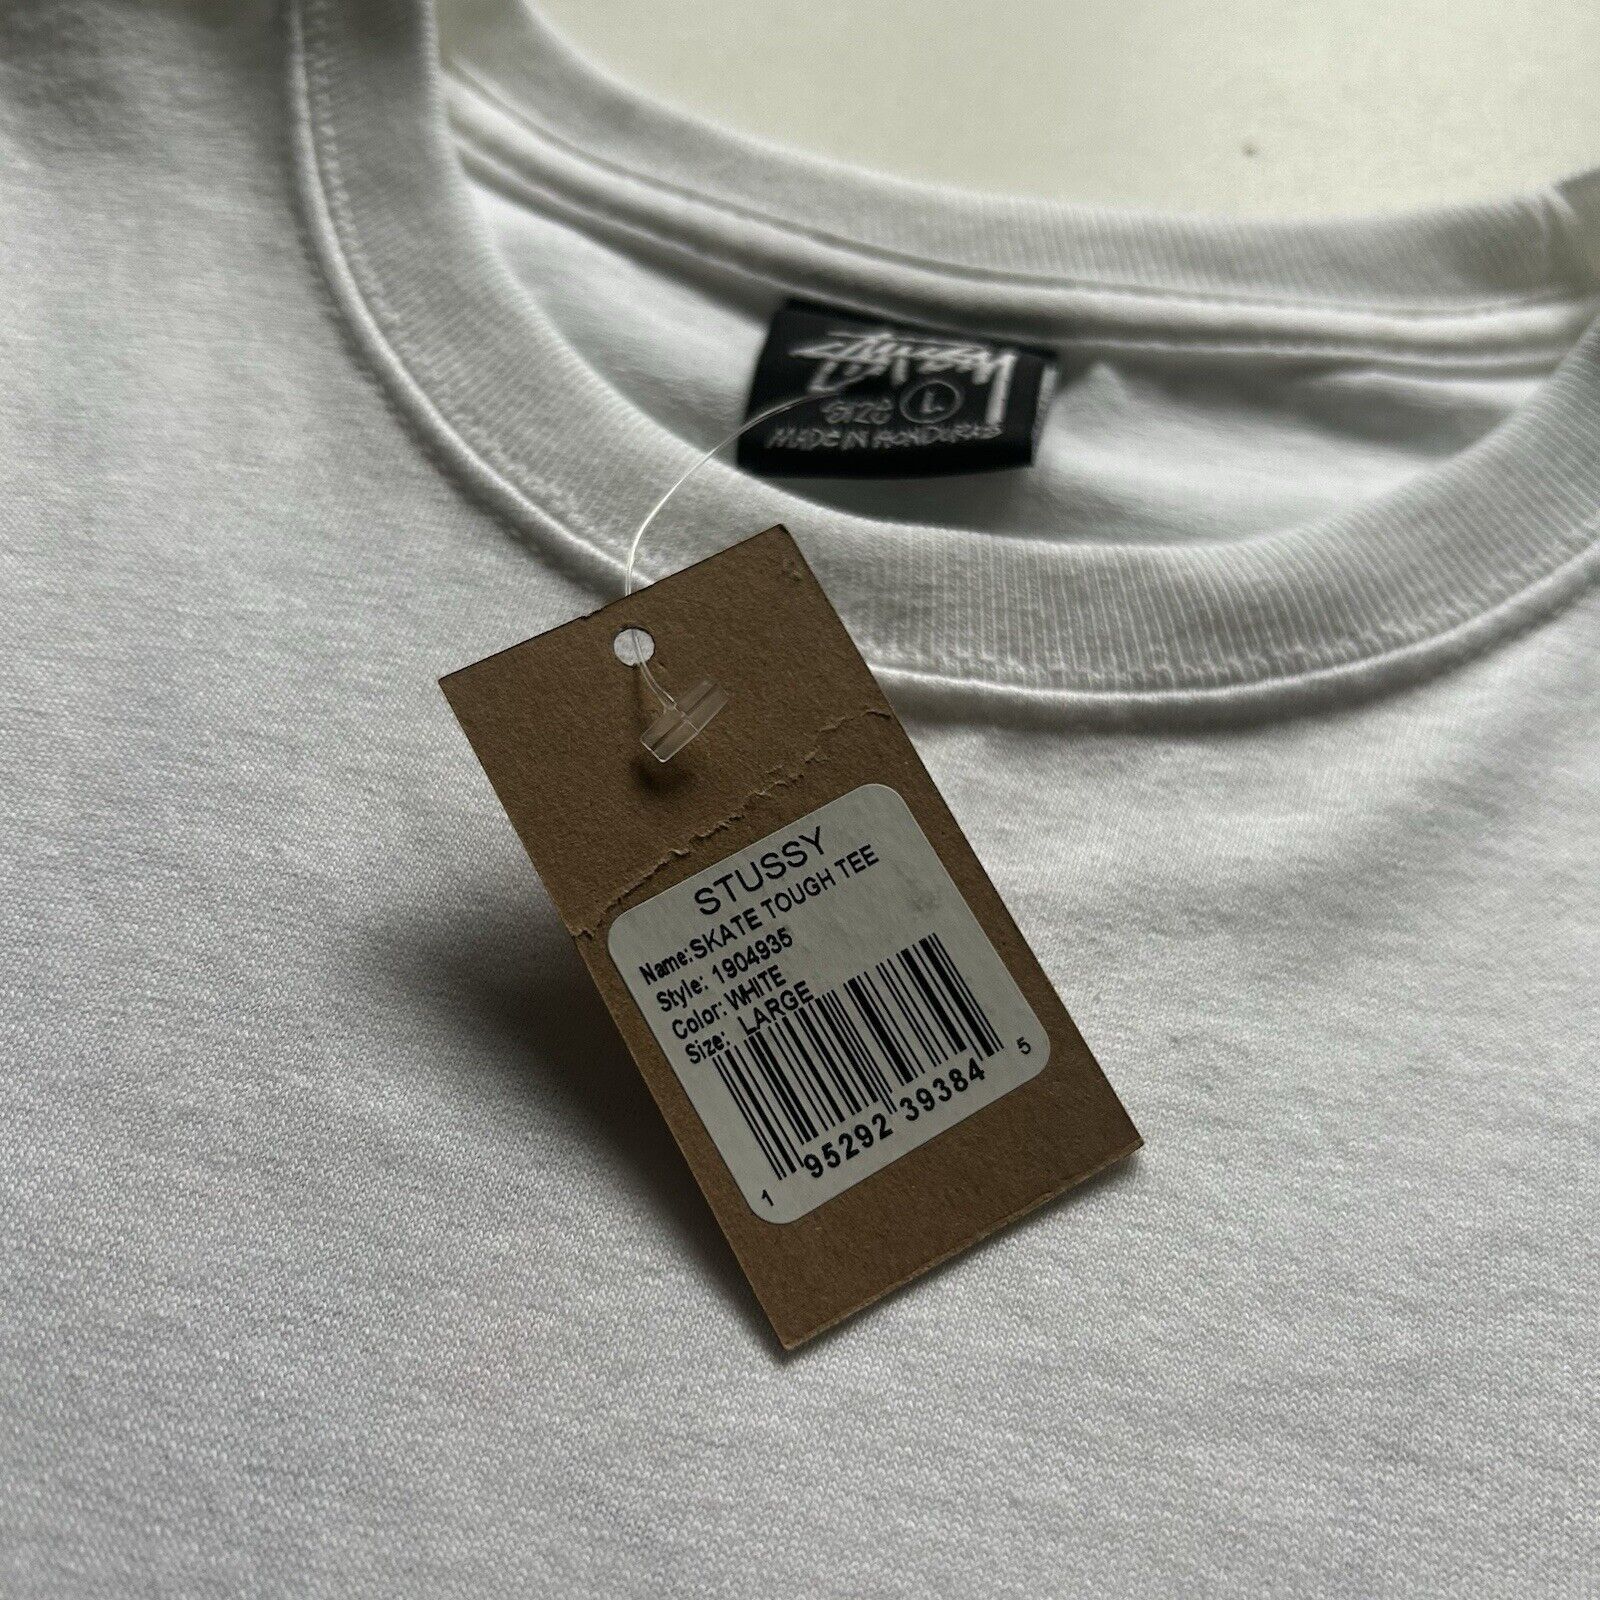 Stüssy
SIZE L
MADE IN HONDURAS
STUSSY
Name:SKATE TOUGH TEE
Style: 1904935
Color:WHITE
Size: LARGE
1 95292 39384 5